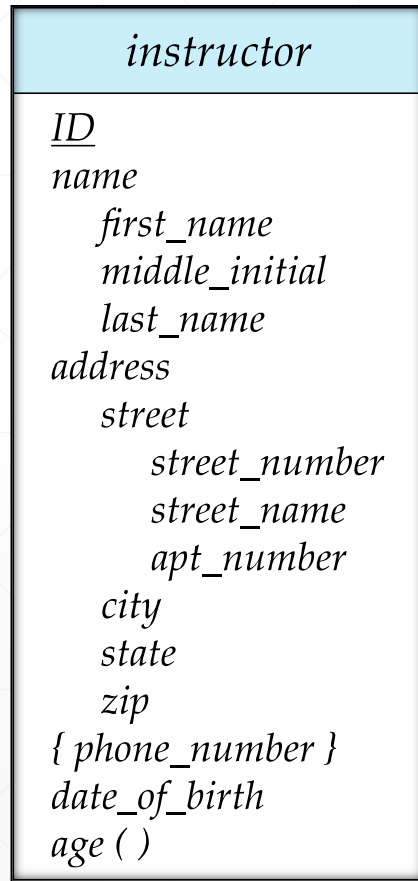 instructor
ID
name
first_name
middle_initial
last_name
address
street
street_number
street_name
apt_number
city
state
zip
{ phone_number }
date_of_birth
age ( )